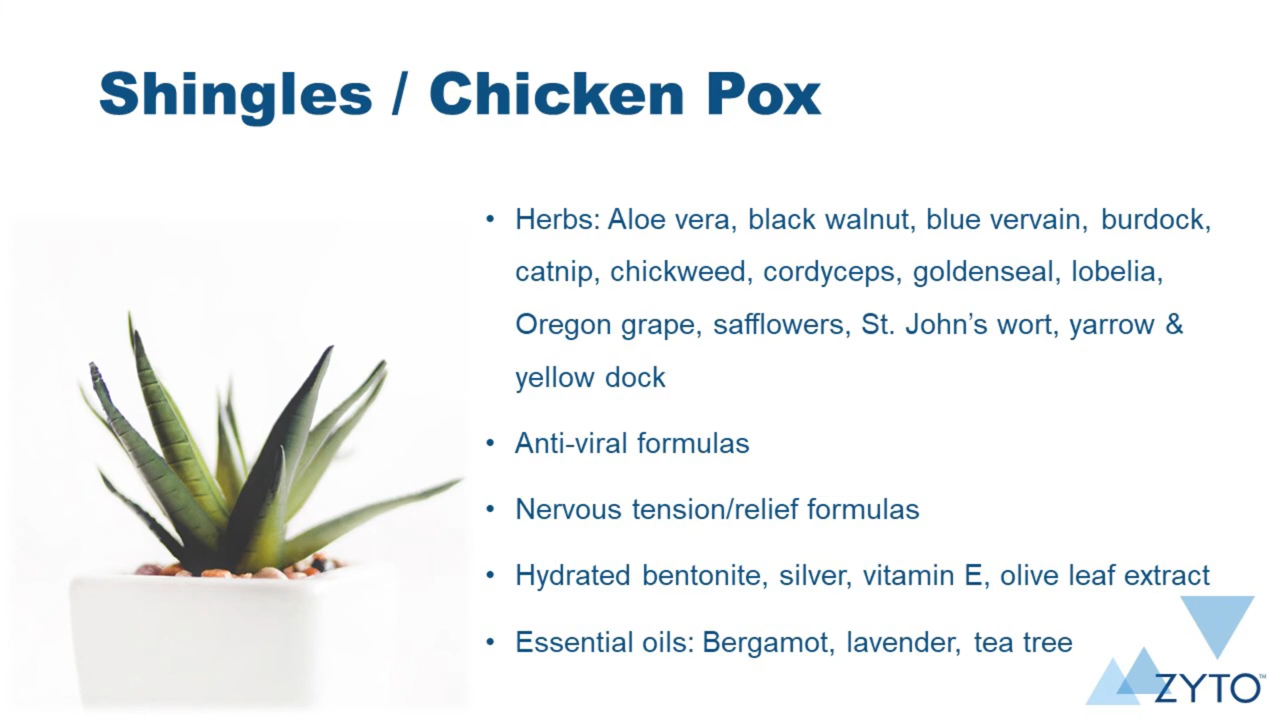 Shingles / Chicken Pox
• Herbs: Aloe vera, black walnut, blue vervain, burdock,
catnip, chickweed, cordyceps, goldenseal, lobelia,
Oregon grape, safflowers, St. John’s wort, yarrow &
yellow dock
• Anti-viral formulas
• Nervous tension/relief formulas
• Hydrated bentonite, silver, vitamin E, olive leaf extract
• Essential oils: Bergamot, lavender, tea tree
ZYTO™